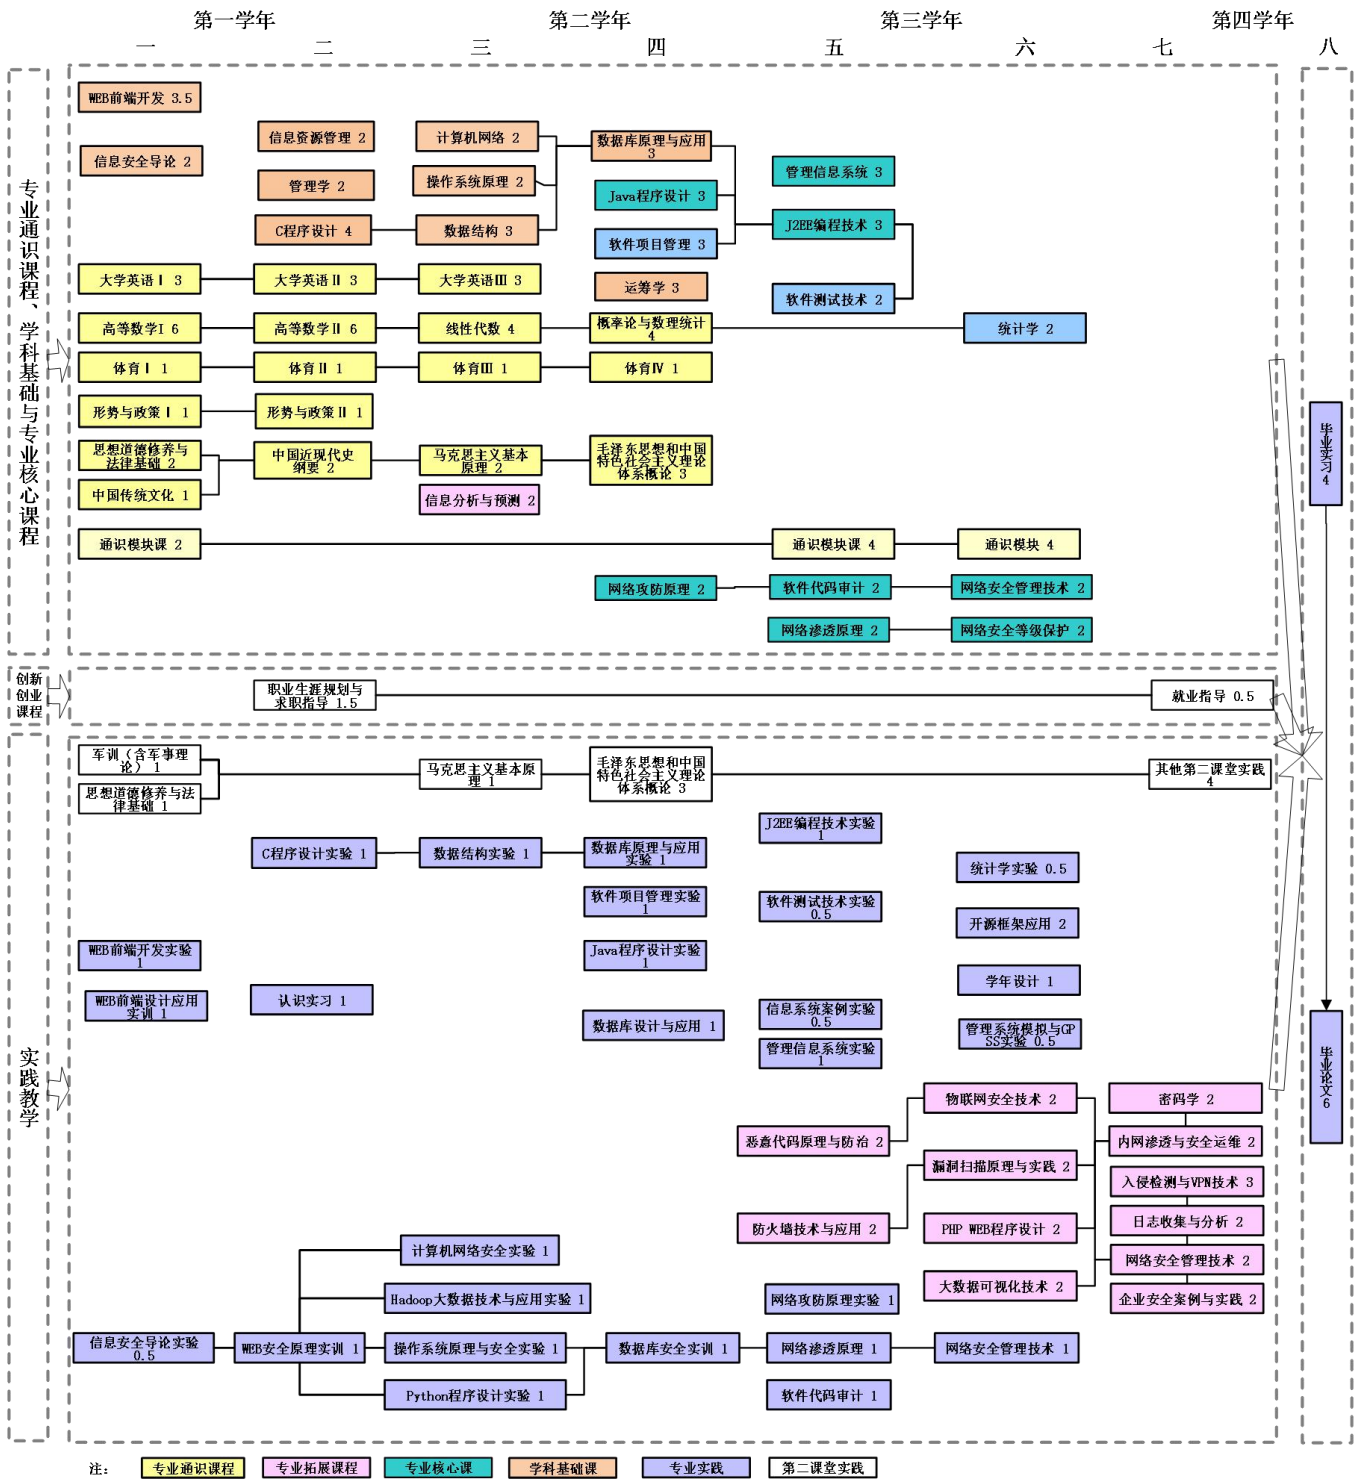 第一学年 第二学年 第三学年 第四学年
一 二 三 四 五 六 七 八
专业通识课程、学科基础与专业核心课程
WEB前端开发 3.5
信息安全导论 2
信息资源管理 2
管理学 2
C程序设计 4
计算机网络 2
操作系统原理 2
数据结构 3
数据库原理与应用
3
Java程序设计 3
软件项目管理 3
运筹学 3
管理信息系统 3
J2EE编程技术 3
软件测试技术 2
大学英语Ⅰ 3
大学英语Ⅱ 3
大学英语Ⅲ 3
高等数学Ⅰ 6
高等数学Ⅱ 6
线性代数 4
概率论与数理统计
4
统计学 2
体育Ⅰ 1
体育Ⅱ 1
体育Ⅲ 1
体育Ⅳ 1
形势与政策Ⅰ 1
形势与政策Ⅱ 1
思想道德修养与
法律基础 2
中国传统文化 1
中国近现代史
纲要 2
马克思主义基本
原理 2
毛泽东思想和中国
特色社会主义理论
体系概论 3
信息分析与预测 2
通识模块课 2
通识模块课 4
通识模块 4
网络攻防原理 2
软件代码审计 2
网络安全管理技术 2
网络渗透原理 2
网络安全等级保护 2
创新
创业
课程
职业生涯规划与
求职指导 1.5
就业指导 0.5
实践教学
军训（含军事理
论） 1
思想道德修养与法
律基础 1
马克思主义基本原
理 1
毛泽东思想和中国
特色社会主义理论
体系概论 3
其他第二课堂实践
4
C程序设计实验 1
数据结构实验 1
数据库原理与应用
实验 1
J2EE编程技术实验
1
统计学实验 0.5
软件项目管理实验
1
软件测试技术实验
0.5
开源框架应用 2
WEB前端开发实验
1
Java程序设计实验
1
学年设计 1
WEB前端设计应用
实训 1
认识实习 1
数据库设计与应用 1
信息系统案例实验
0.5
管理信息系统实验
1
管理系统模拟与GP
SS实验 0.5
物联网安全技术 2
密码学 2
恶意代码原理与防治 2
内网渗透与安全运维 2
漏洞扫描原理与实践 2
入侵检测与VPN技术 3
防火墙技术与应用 2
PHP WEB程序设计 2
日志收集与分析 2
网络安全管理技术 2
大数据可视化技术 2
企业安全案例与实践 2
计算机网络安全实验 1
Hadoop大数据技术与应用实验 1
网络攻防原理实验 1
信息安全导论实验
0.5
WEB安全原理实训 1
操作系统原理与安全实验 1
数据库安全实训 1
网络渗透原理 1
网络安全管理技术 1
Python程序设计实验 1
软件代码审计 1
毕业实习 4
毕业论文 6
注： 专业通识课程 专业拓展课程 专业核心课 学科基础课 专业实践 第二课堂实践